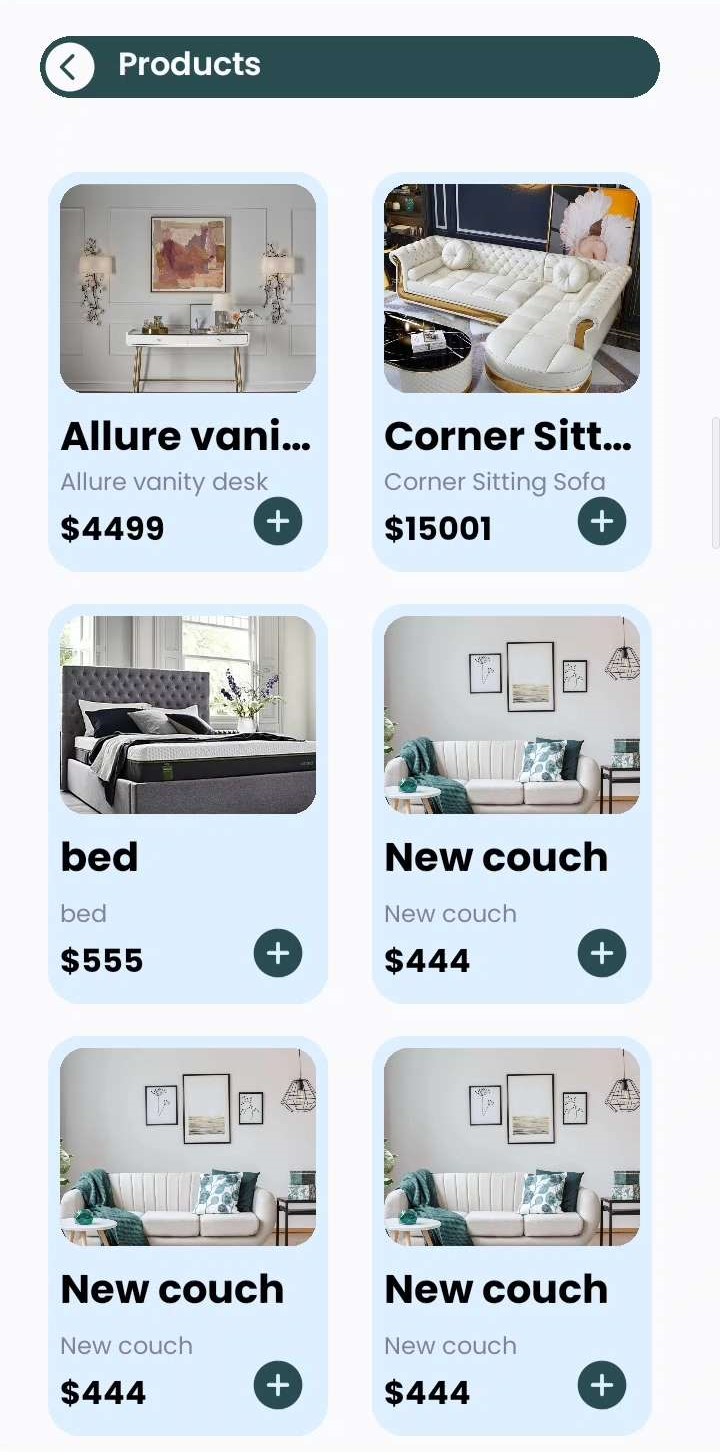 Products
Allure vani...
Allure vanity desk
$4499
Corner Sitt...
Corner Sitting Sofa
$15001
bed
bed
$555
New couch
New couch
$444
New couch
New couch
$444
New couch
New couch
$444